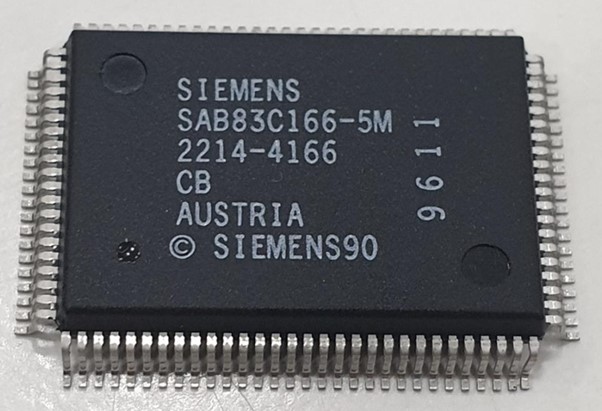 SIEMENS
SAB83C166-5M
2214-4166
CB
AUSTRIA
© SIEMENS90
9611